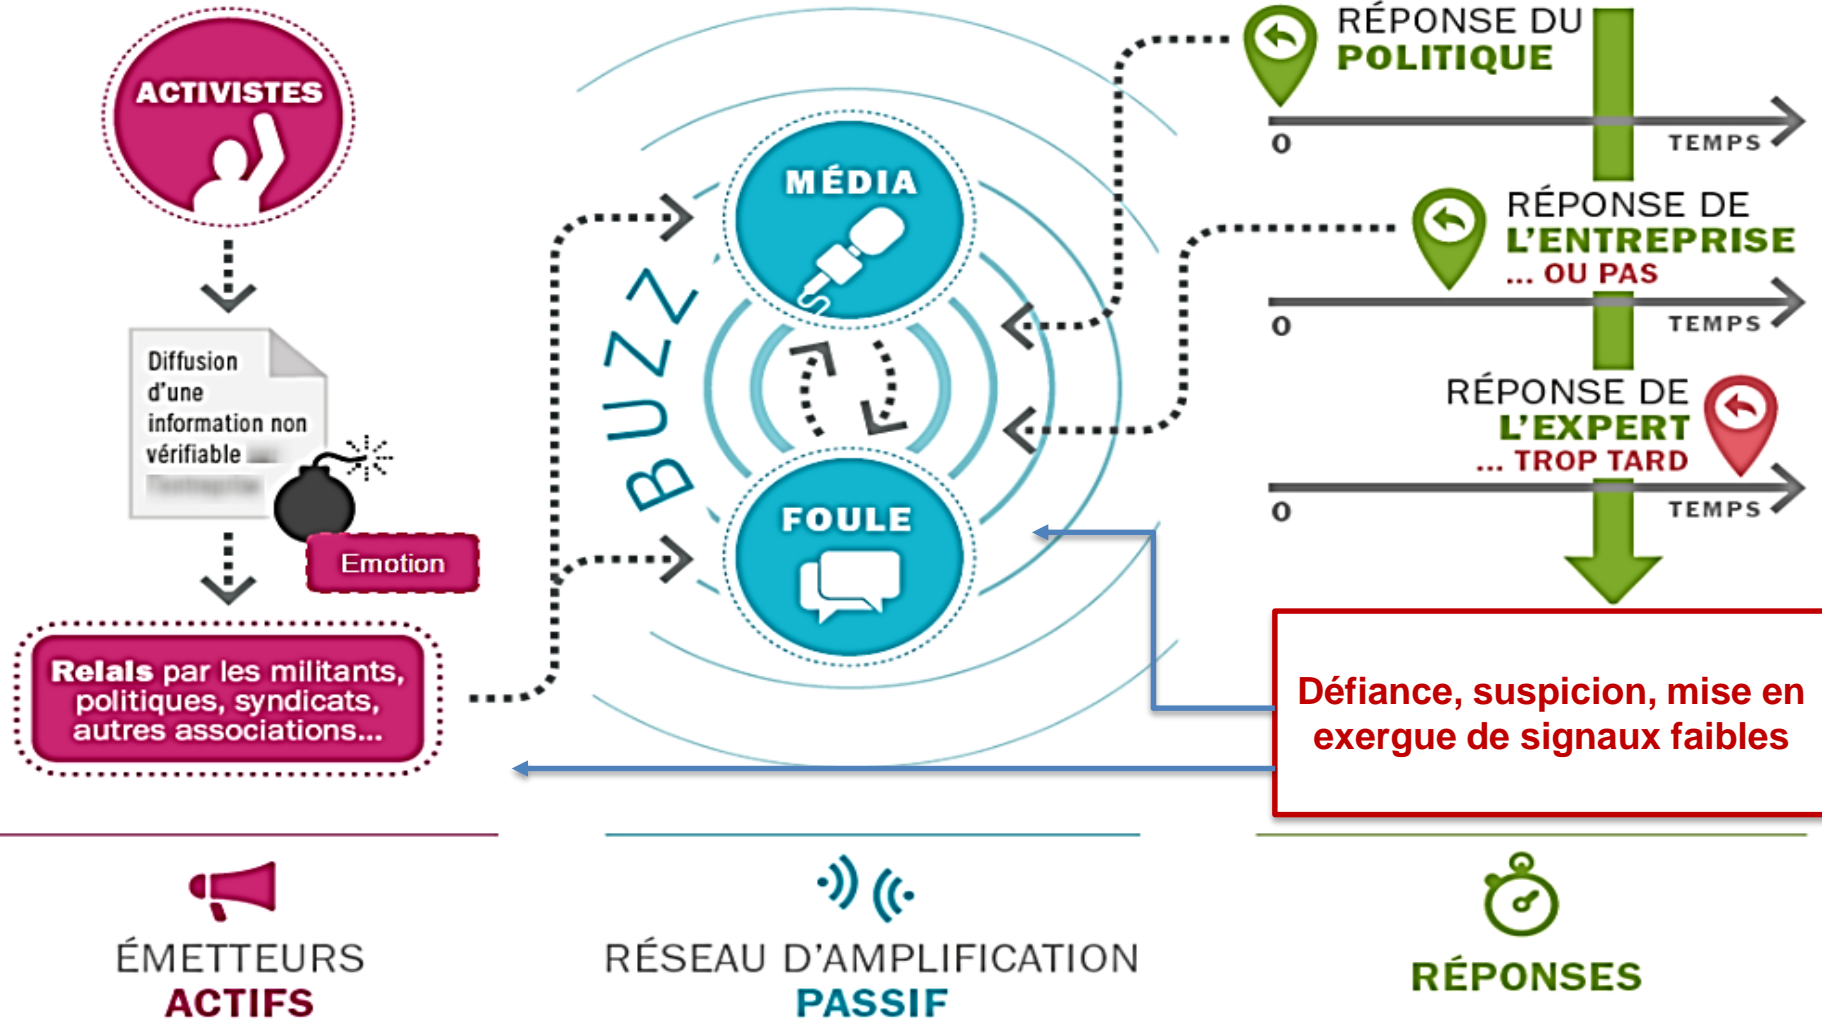 ACTIVISTES
Diffusion
d'une
information non
vérifiable
Emotion
Relais par les militants,
politiques, syndicats,
autres associations...
ÉMETTEURS
ACTIFS
BUZZ
MÉDIA
FOULE
RÉSEAU D'AMPLIFICATION
PASSIF
RÉPONSE DU
POLITIQUE
0
TEMPS
RÉPONSE DE
L'ENTREPRISE
... OU PAS
0
TEMPS
RÉPONSE DE
L'EXPERT
... TROP TARD
0
TEMPS
Défiance, suspicion, mise en
exergue de signaux faibles
RÉPONSES